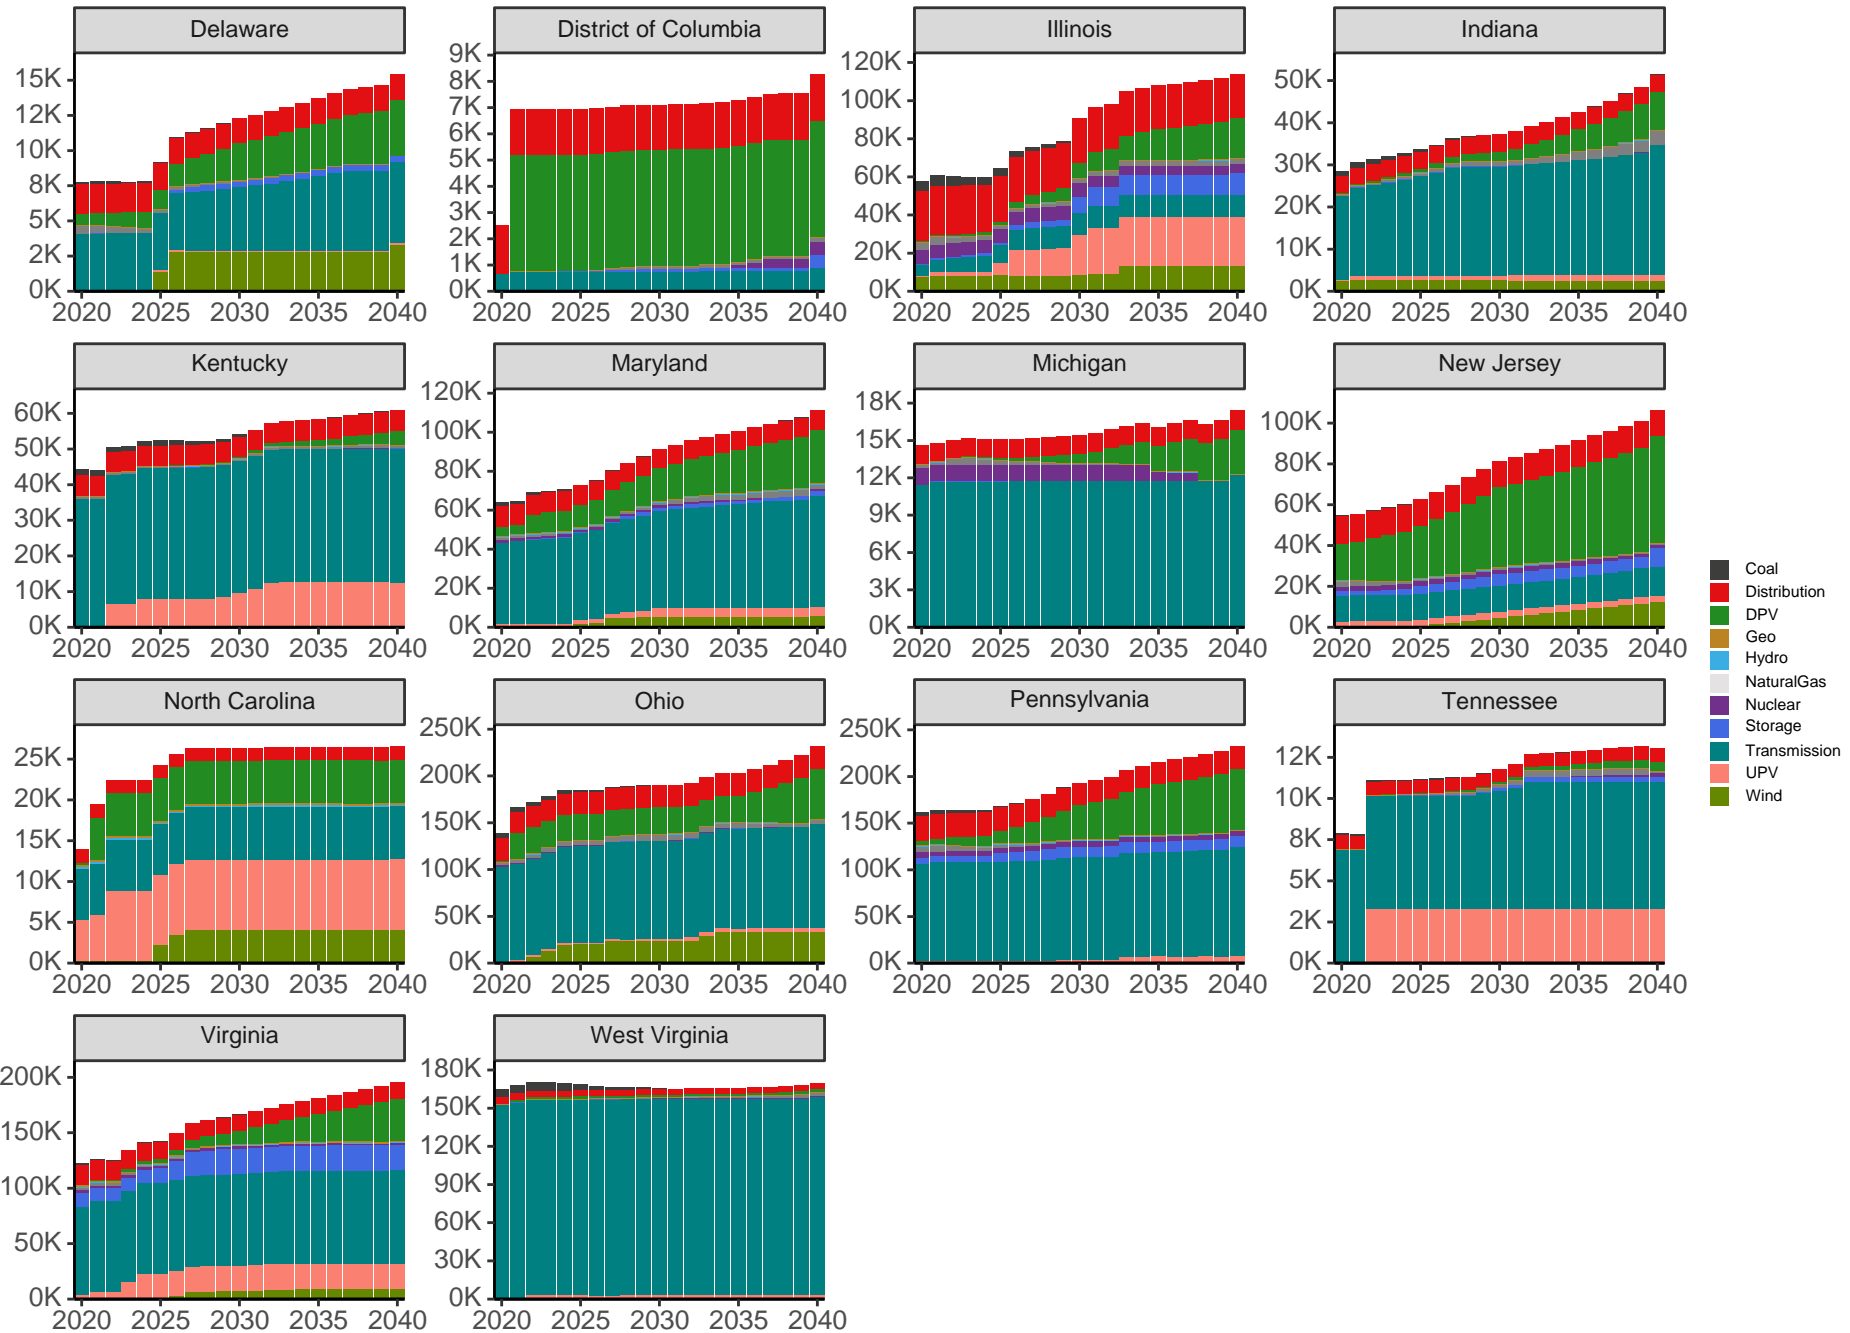 Delaware
District of Columbia
Illinois
Indiana
15K
12K
10K
8K
5K
2K
0K
9K
8K
7K
6K
5K
4K
3K
2K
1K
0K
120K
100K
80K
60K
40K
20K
0K
50K
40K
30K
20K
10K
0K
2020 2025 2030 2035 2040
2020 2025 2030 2035 2040
2020 2025 2030 2035 2040
2020 2025 2030 2035 2040
Kentucky
Maryland
Michigan
New Jersey
60K
50K
40K
30K
20K
10K
0K
120K
100K
80K
60K
40K
20K
0K
18K
15K
12K
9K
6K
3K
0K
100K
80K
60K
40K
20K
0K
2020 2025 2030 2035 2040
2020 2025 2030 2035 2040
2020 2025 2030 2035 2040
2020 2025 2030 2035 2040
North Carolina
Ohio
Pennsylvania
Tennessee
25K
20K
15K
10K
5K
0K
250K
200K
150K
100K
50K
0K
250K
200K
150K
100K
50K
0K
12K
10K
8K
5K
2K
0K
2020 2025 2030 2035 2040
2020 2025 2030 2035 2040
2020 2025 2030 2035 2040
2020 2025 2030 2035 2040
Virginia
West Virginia
200K
150K
100K
50K
0K
180K
150K
120K
90K
60K
30K
0K
2020 2025 2030 2035 2040
2020 2025 2030 2035 2040
Coal
Distribution
DPV
Geo
Hydro
NaturalGas
Nuclear
Storage
Transmission
UPV
Wind